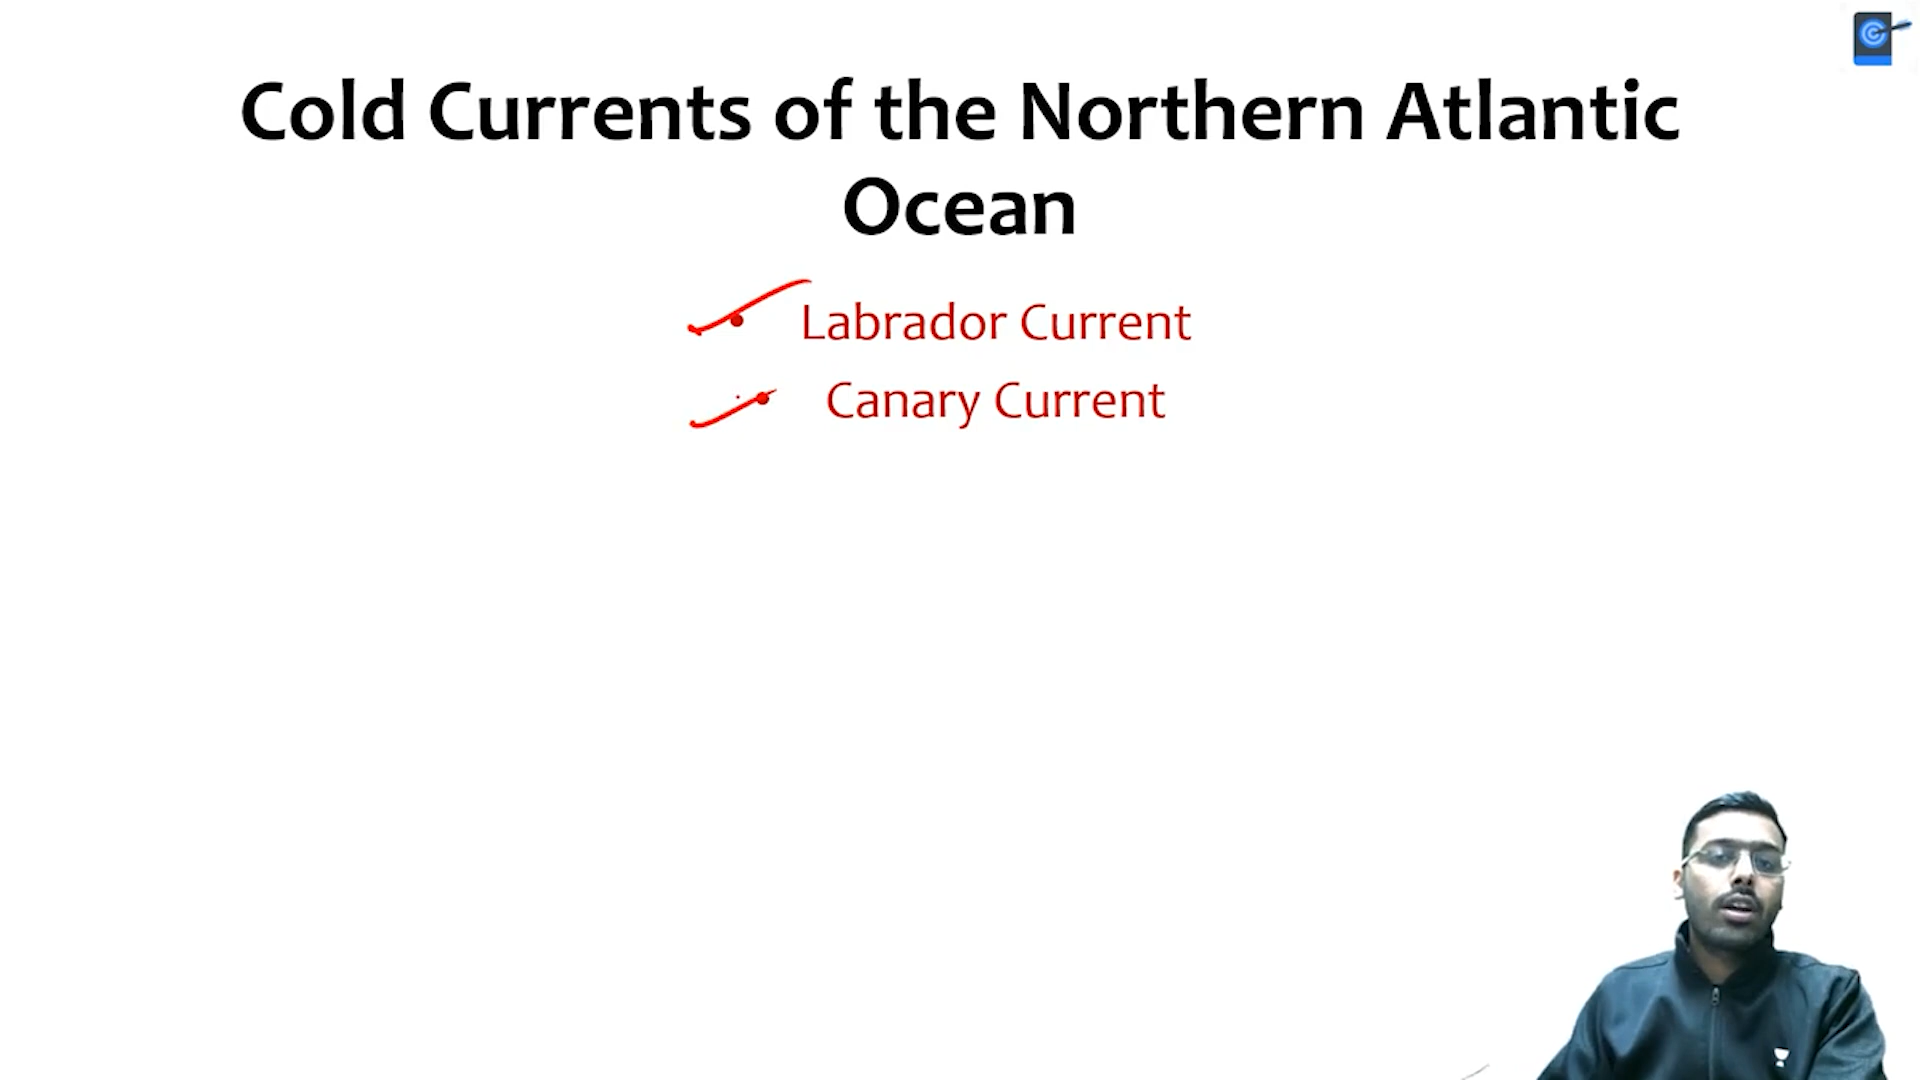 Cold Currents of the Northern Atlantic
Ocean
Labrador Current
Canary Current